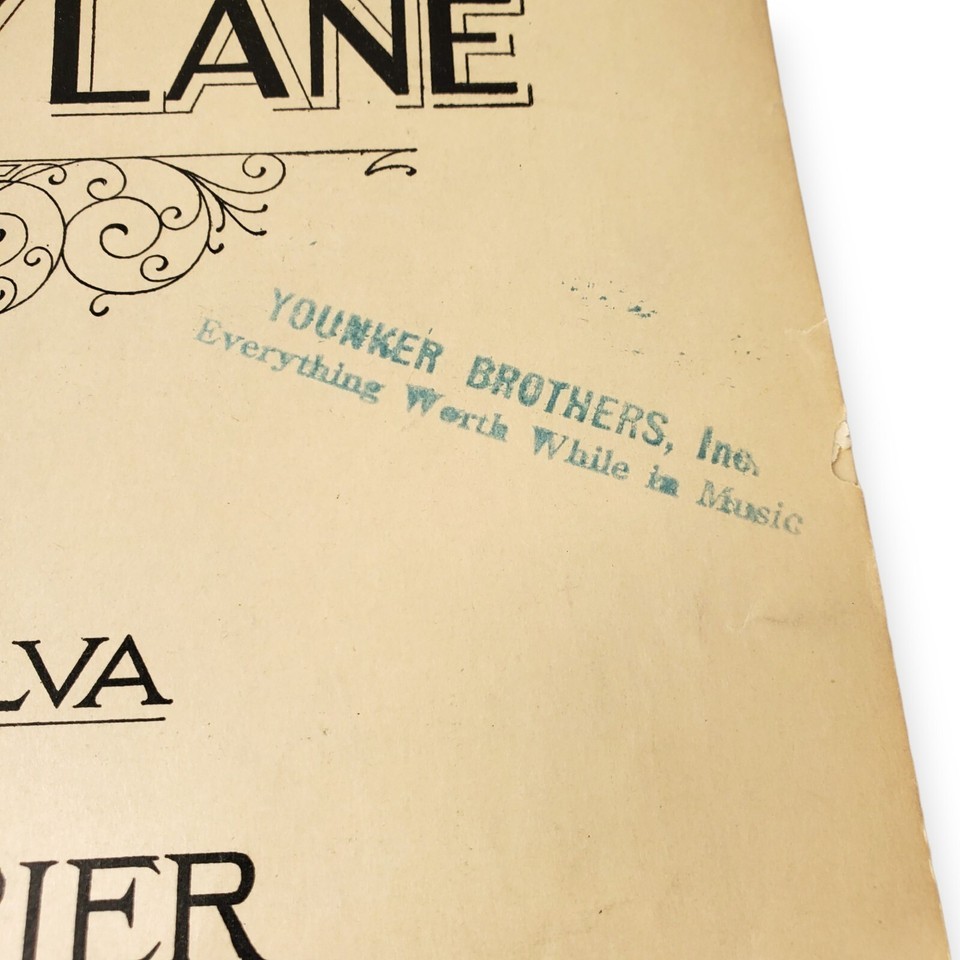 LANE
YOUNKER BROTHERS, Inc.
Everything Worth While in Music
LVA
RIER